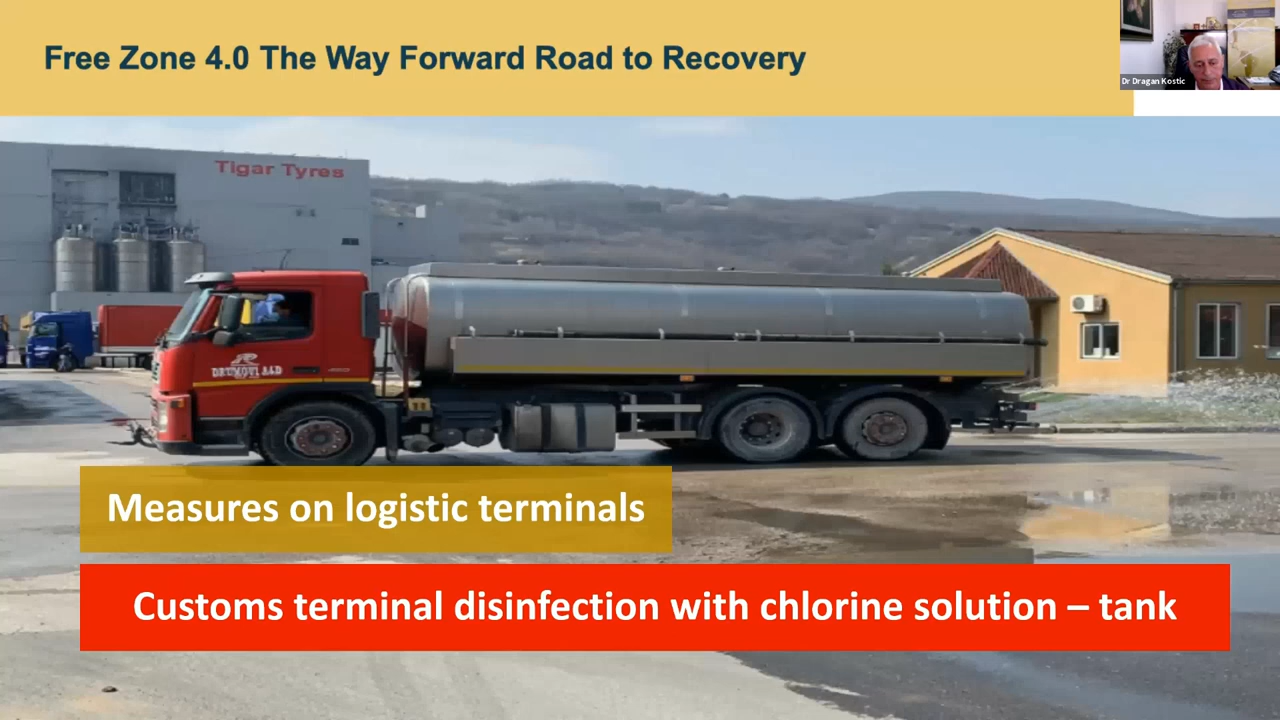 Free Zone 4.0 The Way Forward Road to Recovery
Dr Dragan Kostic
Tigar Tyres
Measures on logistic terminals
Customs terminal disinfection with chlorine solution – tank